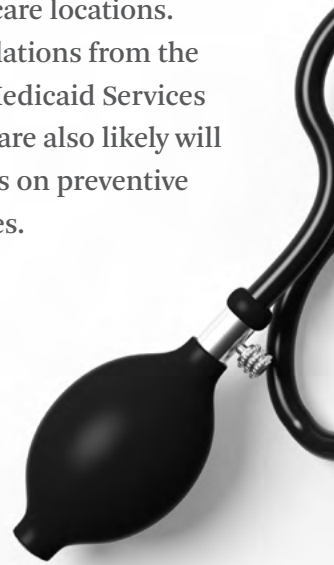 care locations.
lations from the
Medicaid Services
are also likely will
s on preventive
es.